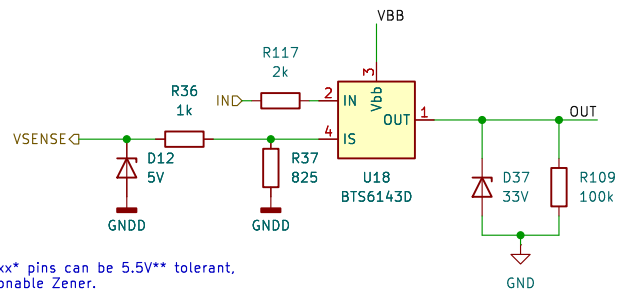 VBB
R117
2k
R36
1k
IN
2
IN
3
Vbb
OUT
1
OUT
VSENSE
4
IS
D12
5V
R37
825
U18
BTS6143D
D37
33V
R109
100k
GNDD
GNDD
GND
xx* pins can be 5.5V** tolerant,
onable Zener.